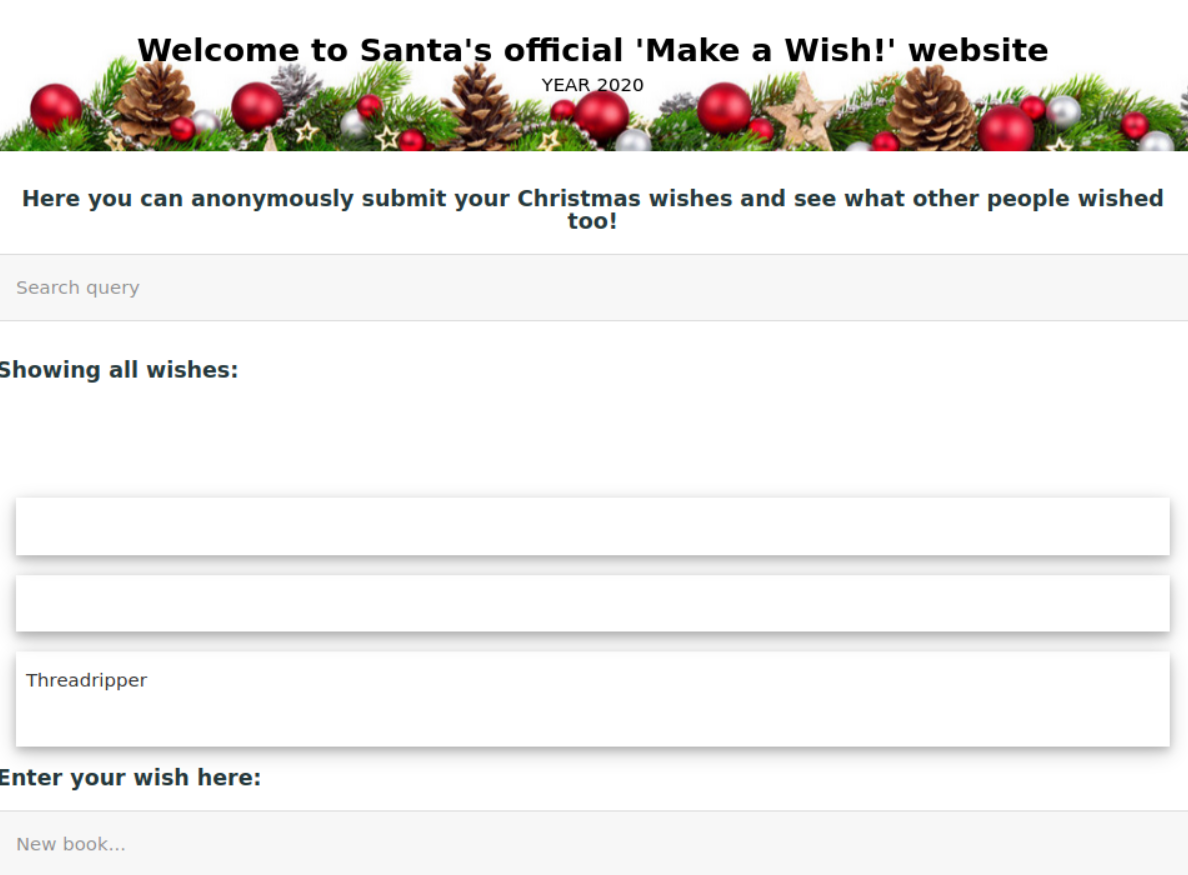 Welcome to Santa's official 'Make a Wish!' website
YEAR 2020
Here you can anonymously submit your Christmas wishes and see what other people wished
too!
Search query
Showing all wishes:
Threadripper
Enter your wish here:
New book...